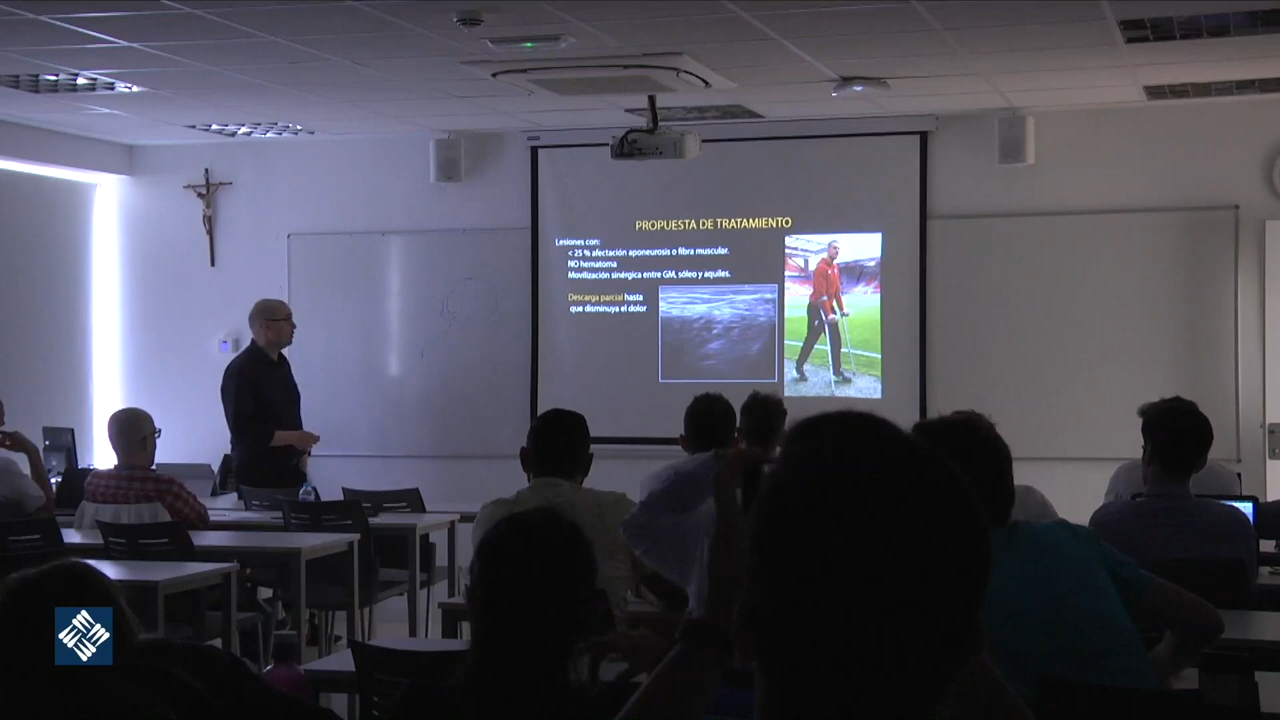 PROPUESTA DE TRATAMIENTO
Lesiones con:
< 25 % afectación aponeurosis o fibra muscular.
NO hematoma
Movilización sinérgica entre GM, sóleo y aquiles.
Descarga parcial hasta
que disminuya el dolor